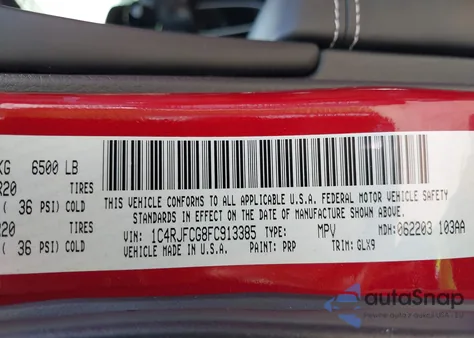 KG 6500 LB
R20 TIRES
( 36 PSI) COLD
R20 TIRES
( 36 PSI) COLD
THIS VEHICLE CONFORMS TO ALL APPLICABLE U.S.A. FEDERAL MOTOR VEHICLE SAFETY
STANDARDS IN EFFECT ON THE DATE OF MANUFACTURE SHOWN ABOVE.
VIN: 1C4RJFCG8FC913385 TYPE: MPV MDH: 062203 103AA
VEHICLE MADE IN U.S.A. PAINT: PRP TRIM: GLX9
autoSnap